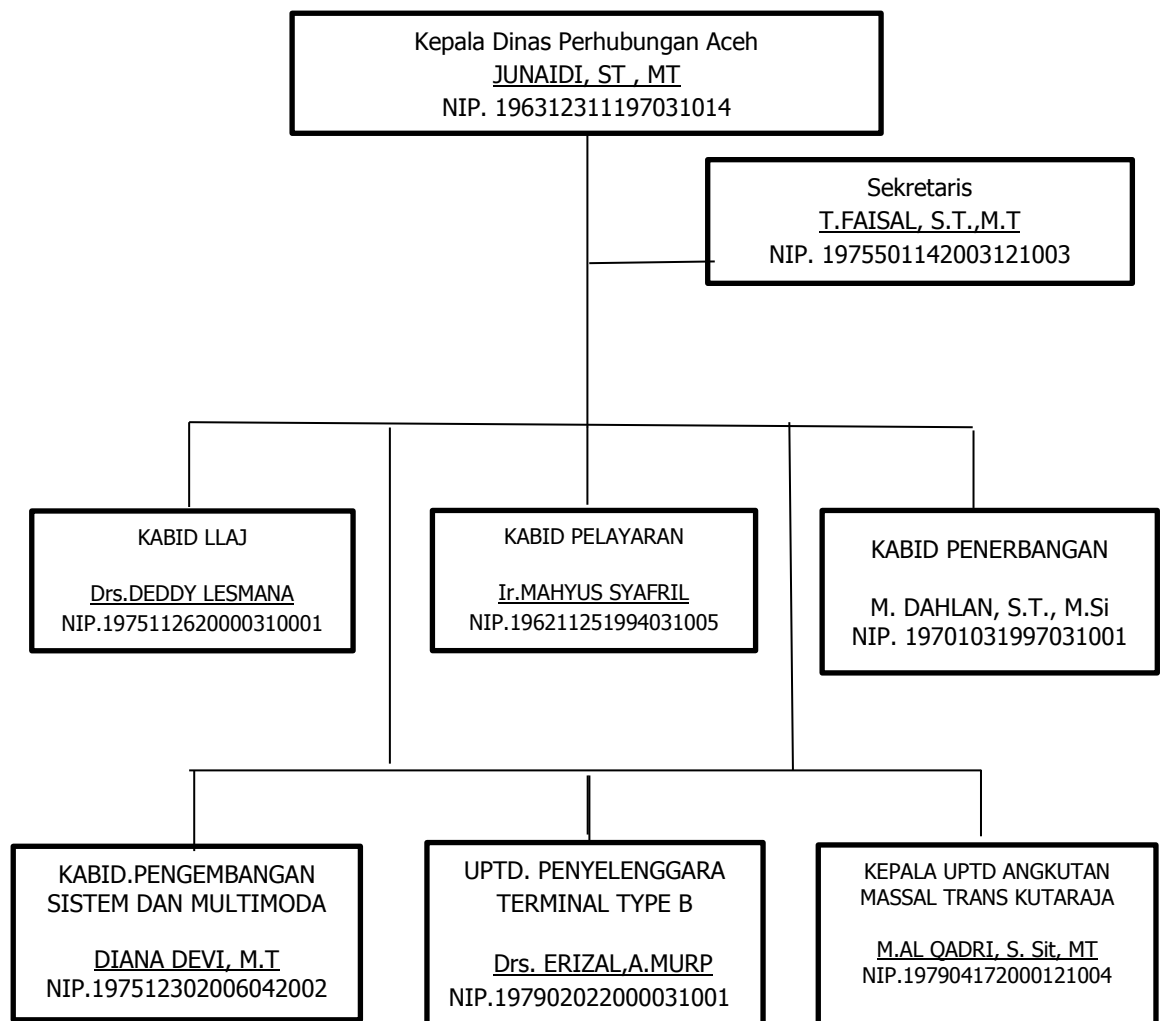 Kepala Dinas Perhubungan Aceh
JUNAIDI, ST , MT
NIP. 196312311197031014
Sekretaris
T.FAISAL, S.T.,M.T
NIP. 1975501142003121003
KABID LLAJ
Drs.DEDDY LESMANA
NIP.1975112620000310001
KABID PELAYARAN
Ir.MAHYUS SYAFRIL
NIP.196211251994031005
KABID PENERBANGAN
M. DAHLAN, S.T., M.Si
NIP. 19701031997031001
KABID.PENGEMBANGAN
SISTEM DAN MULTIMODA
DIANA DEVI, M.T
NIP.197512302006042002
UPTD. PENYELENGGARA
TERMINAL TYPE B
Drs. ERIZAL,A.MURP
NIP.197902022000031001
KEPALA UPTD ANGKUTAN
MASSAL TRANS KUTARAJA
M.AL QADRI, S. Sit, MT
NIP.197904172000121004